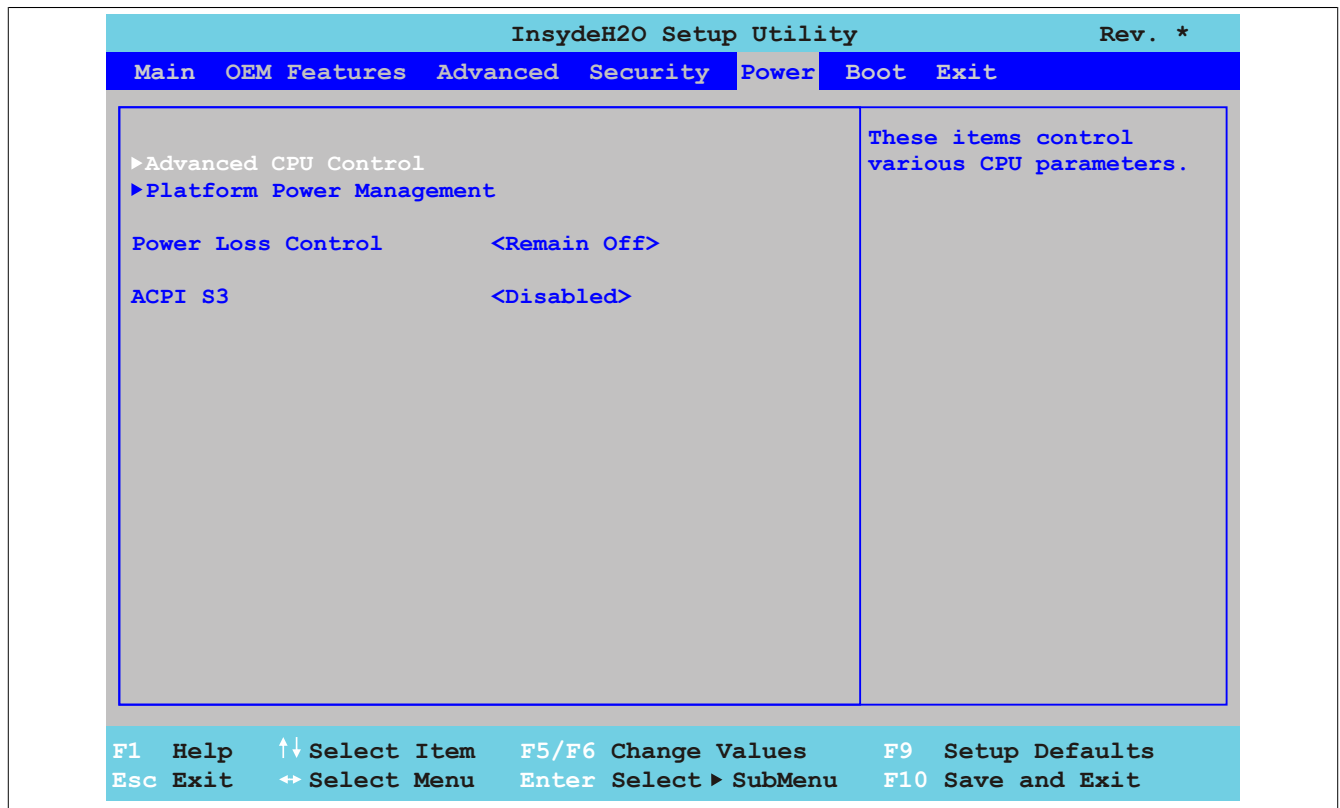 InsydeH2O Setup Utility Rev. *
Main OEM Features Advanced Security Power Boot Exit
These items control
various CPU parameters.
►Advanced CPU Control
►Platform Power Management
Power Loss Control <Remain Off>
ACPI S3 <Disabled>
F1 Help ↑↓ Select Item F5/F6 Change Values F9 Setup Defaults
Esc Exit ↔ Select Menu Enter Select ► SubMenu F10 Save and Exit